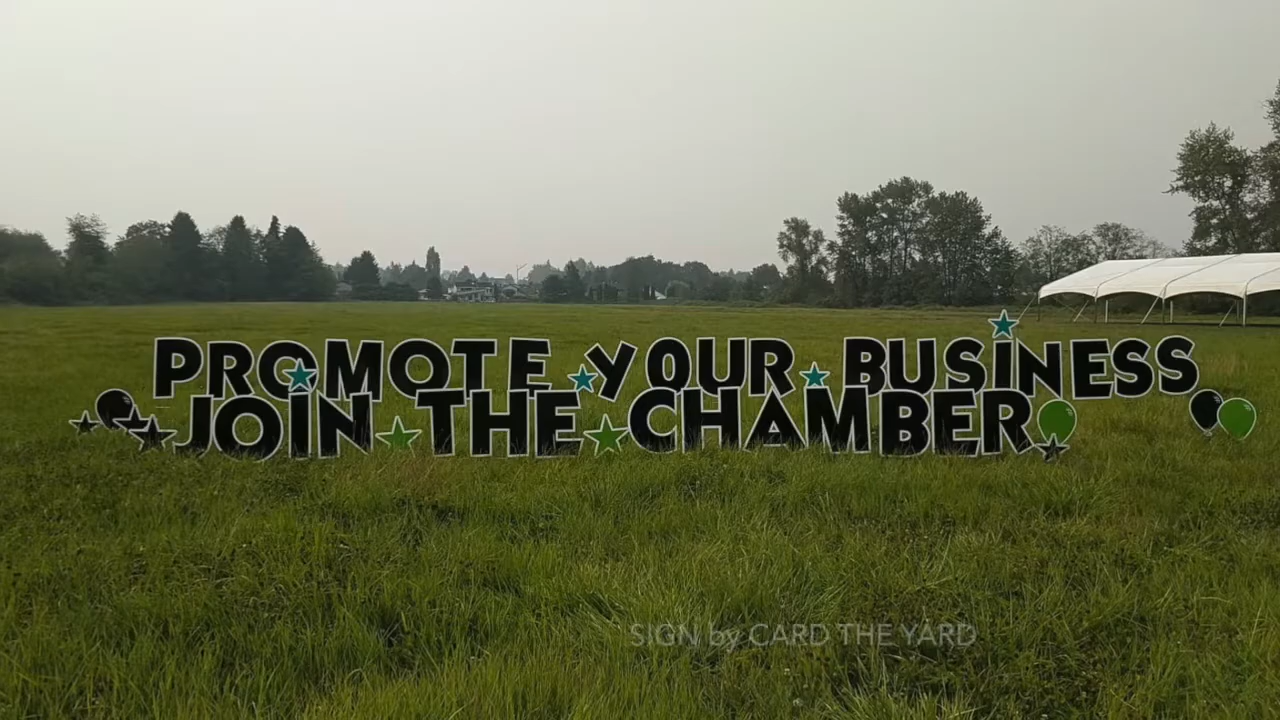 PROMOTE YOUR BUSINESS
JOIN THE CHAMBER
SIGN by CARD THE YARD